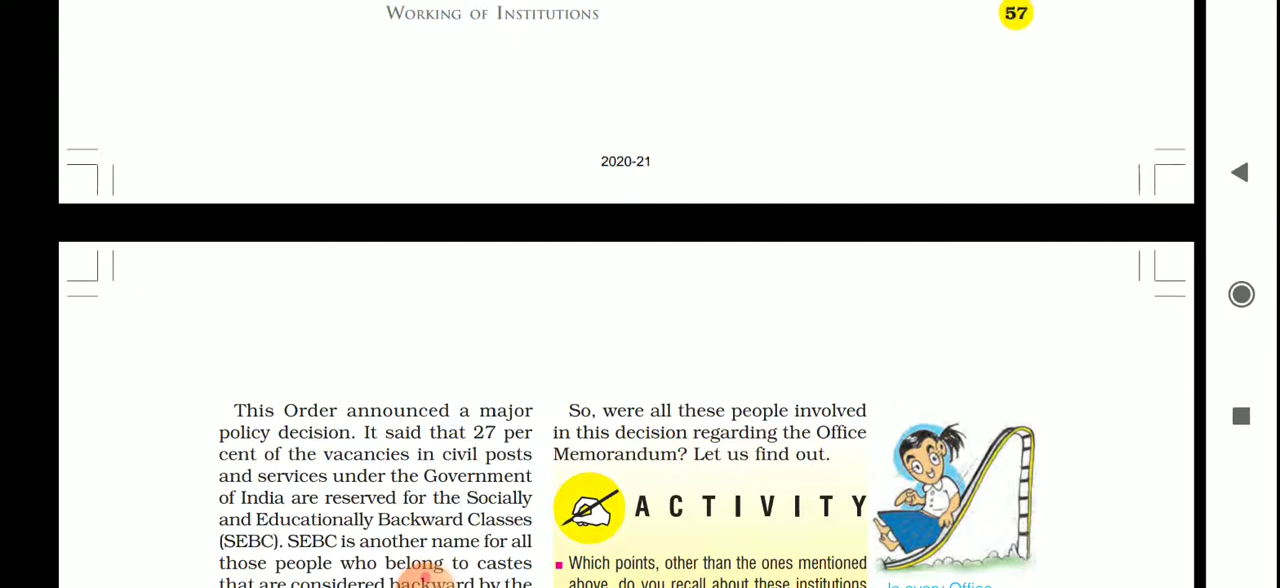 WORKING OF INSTITUTIONS
57
2020-21
This Order announced a major
policy decision. It said that 27 per
cent of the vacancies in civil posts
and services under the Government
of India are reserved for the Socially
and Educationally Backward Classes
(SEBC). SEBC is another name for all
those people who belong to castes
that are considered backward by the
So, were all these people involved
in this decision regarding the Office
Memorandum? Let us find out.
ACTIVITY
Which points, other than the ones mentioned
above, do you recall about these institutions
Is every Office